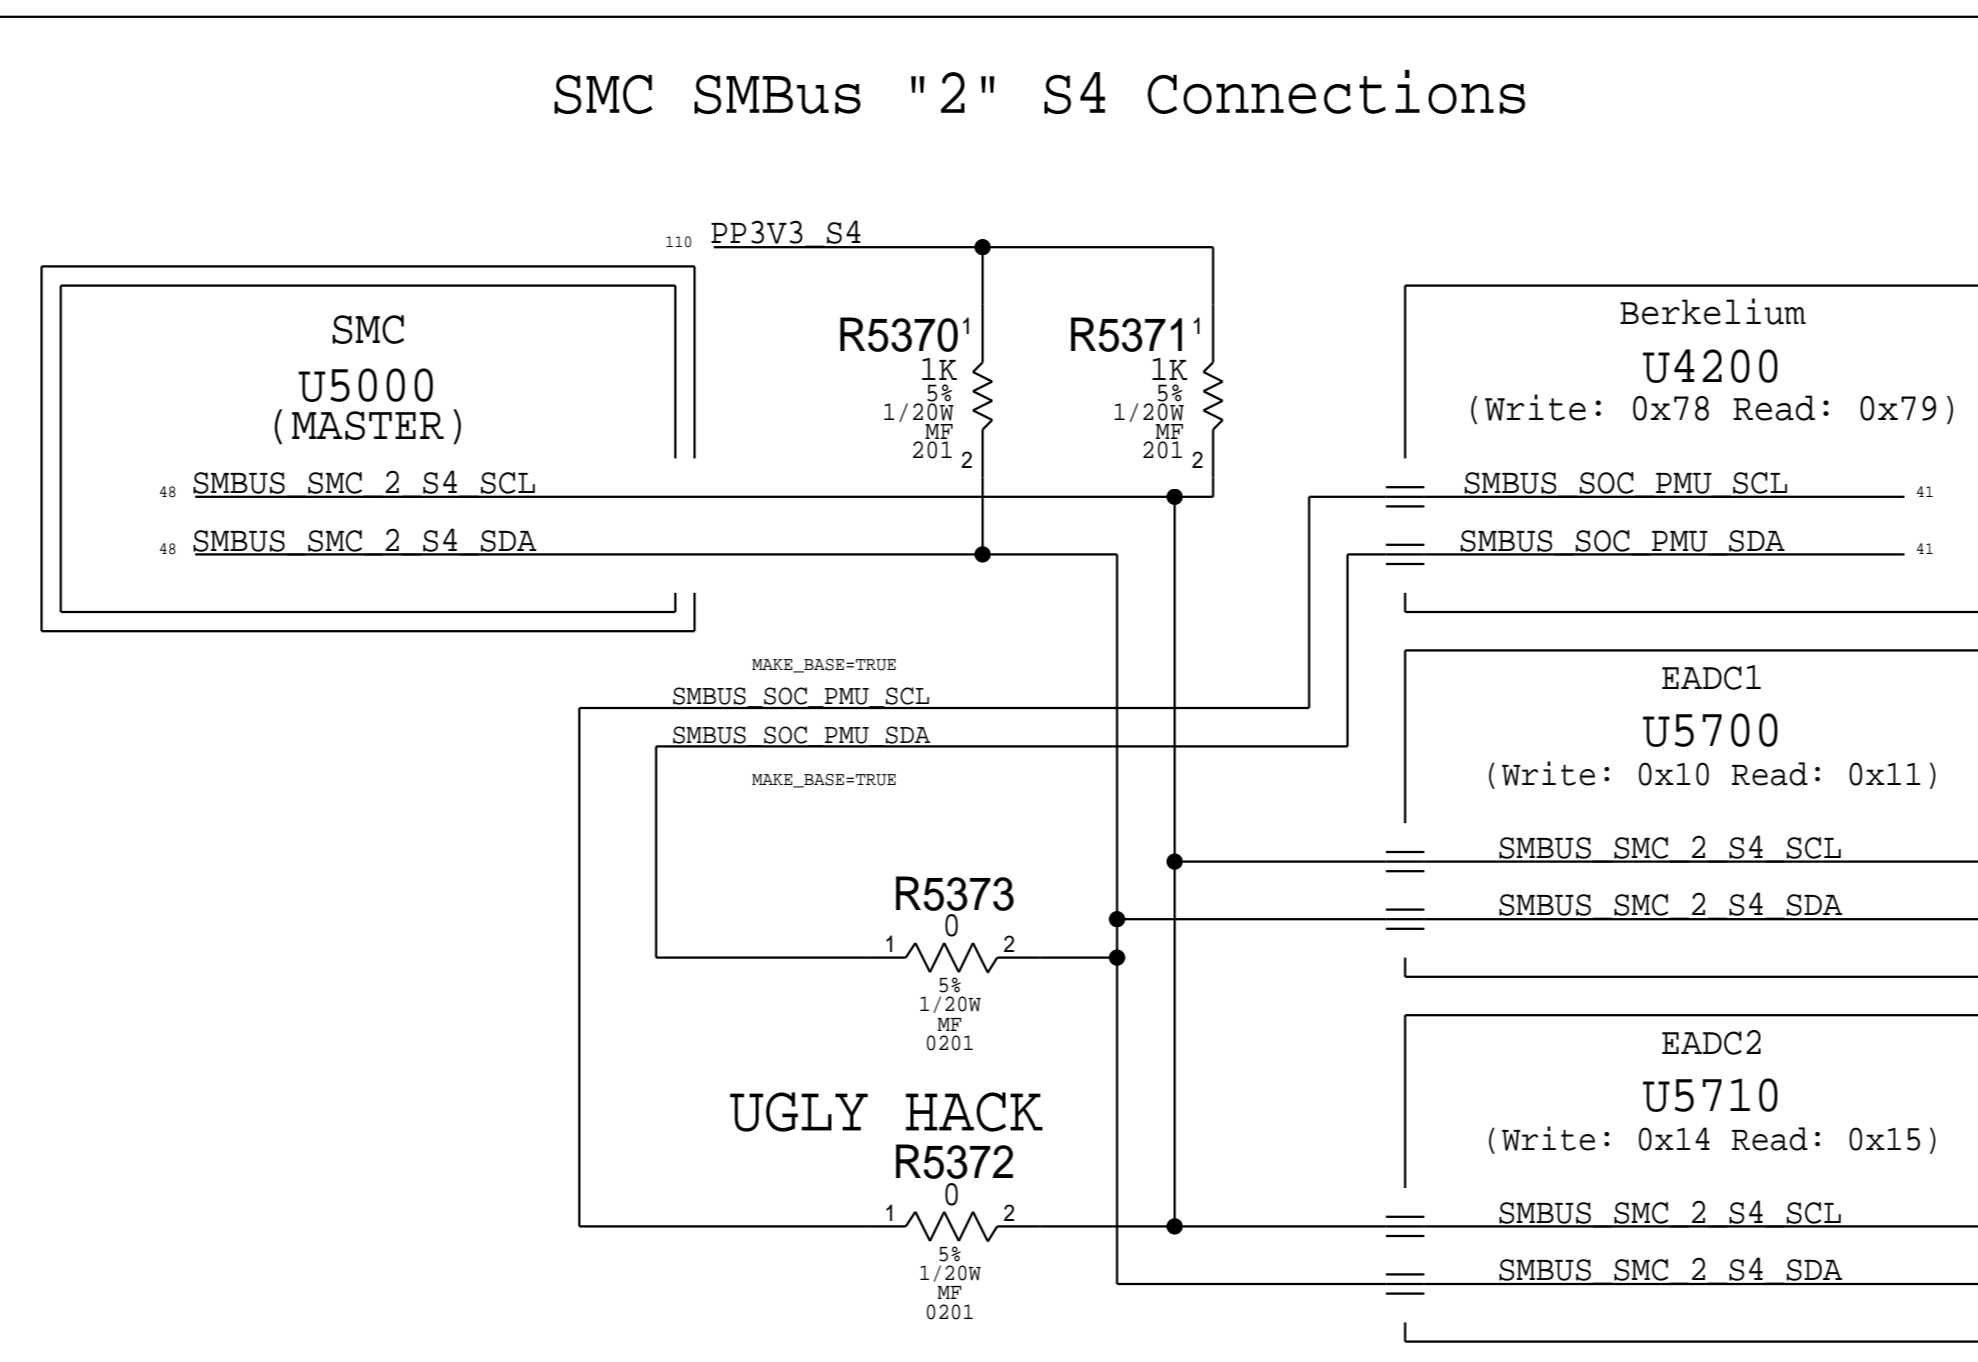 SMC SMBus "2" S4 Connections
110 PP3V3_S4
SMC
U5000
(MASTER)
48 SMBUS_SMC_2_S4_SCL
48 SMBUS_SMC_2_S4_SDA
R5370 1
1K
5%
1/20W
MF
201 2
R5371 1
1K
5%
1/20W
MF
201 2
Berkelium
U4200
(Write: 0x78 Read: 0x79)
SMBUS_SOC_PMU_SCL 41
SMBUS_SOC_PMU_SDA 41
MAKE_BASE=TRUE
SMBUS_SOC_PMU_SCL
SMBUS_SOC_PMU_SDA
MAKE_BASE=TRUE
EADC1
U5700
(Write: 0x10 Read: 0x11)
SMBUS_SMC_2_S4_SCL
SMBUS_SMC_2_S4_SDA
R5373
0
1 2
5%
1/20W
MF
0201
UGLY HACK
R5372
0
1 2
5%
1/20W
MF
0201
EADC2
U5710
(Write: 0x14 Read: 0x15)
SMBUS_SMC_2_S4_SCL
SMBUS_SMC_2_S4_SDA